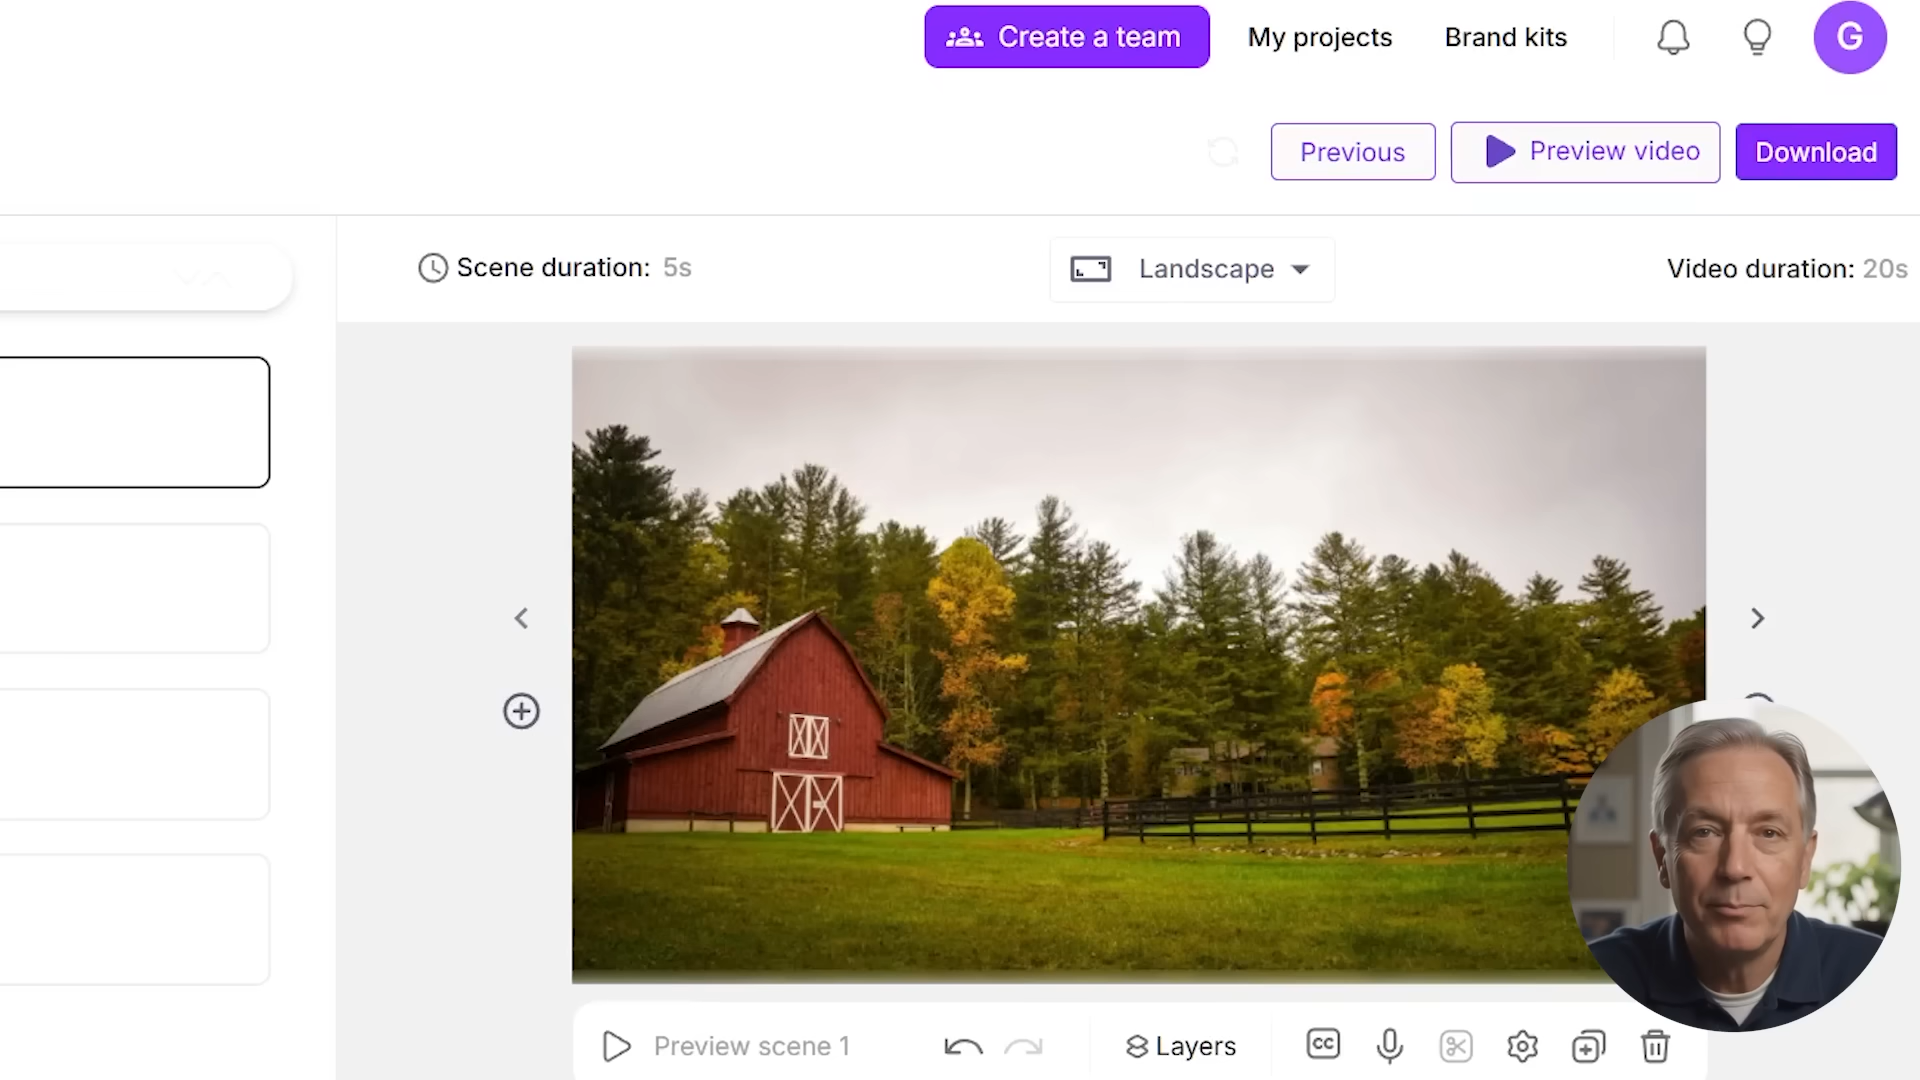 Create a team
My projects
Brand kits
G
Previous
Preview video
Download
Scene duration: 5s
Landscape
Video duration: 20s
Preview scene 1
Layers
CC